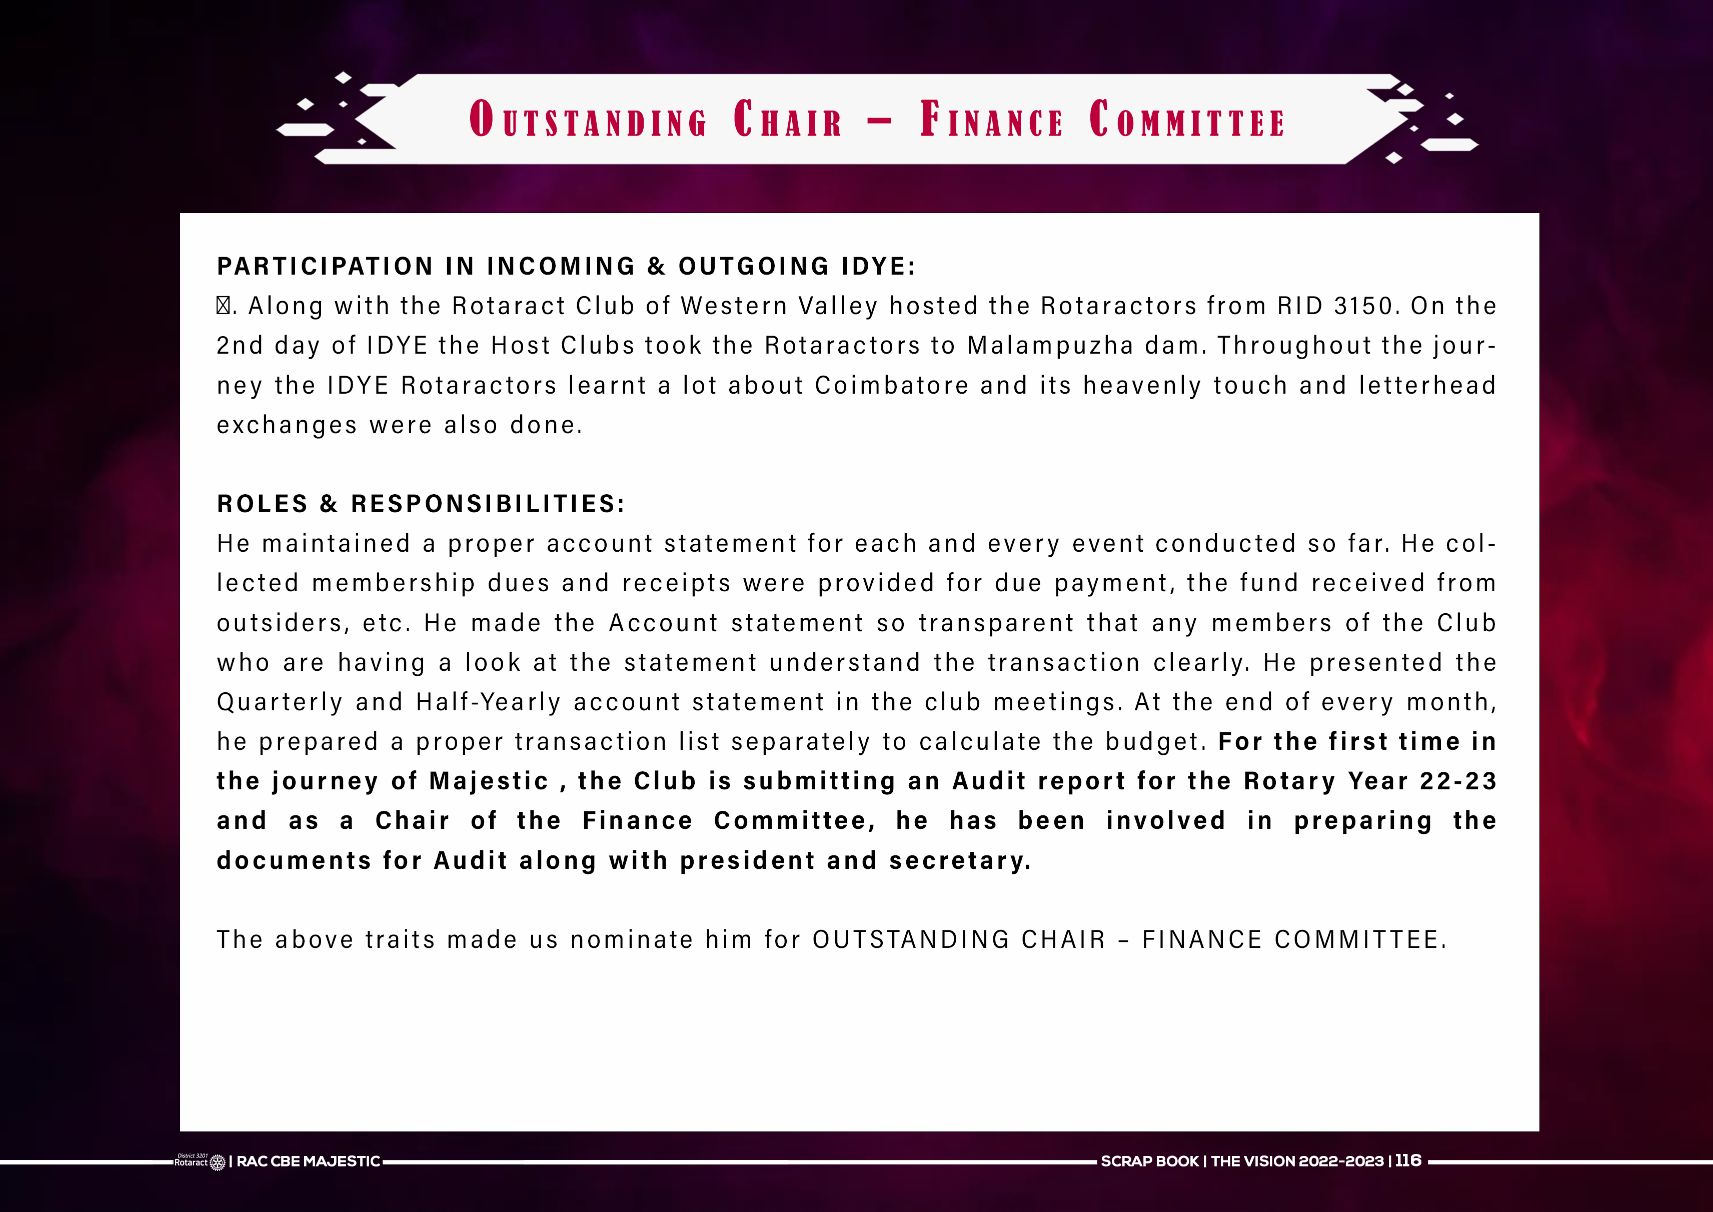 OUTSTANDING CHAIR – FINANCE COMMITTEE
PARTICIPATION IN INCOMING & OUTGOING IDYE:
. Along with the Rotaract Club of Western Valley hosted the Rotaractors from RID 3150. On the
2nd day of IDYE the Host Clubs took the Rotaractors to Malampuzha dam. Throughout the jour-
ney the IDYE Rotaractors learnt a lot about Coimbatore and its heavenly touch and letterhead
exchanges were also done.
ROLES & RESPONSIBILITIES:
He maintained a proper account statement for each and every event conducted so far. He col-
lected membership dues and receipts were provided for due payment, the fund received from
outsiders, etc. He made the Account statement so transparent that any members of the Club
who are having a look at the statement understand the transaction clearly. He presented the
Quarterly and Half-Yearly account statement in the club meetings. At the end of every month,
he prepared a proper transaction list separately to calculate the budget. For the first time in
the journey of Majestic , the Club is submitting an Audit report for the Rotary Year 22-23
and as a Chair of the Finance Committee, he has been involved in preparing the
documents for Audit along with president and secretary.
The above traits made us nominate him for OUTSTANDING CHAIR – FINANCE COMMITTEE.
District 3201
Rotaract | RAC CBE MAJESTIC
SCRAP BOOK | THE VISION 2022-2023 | 116